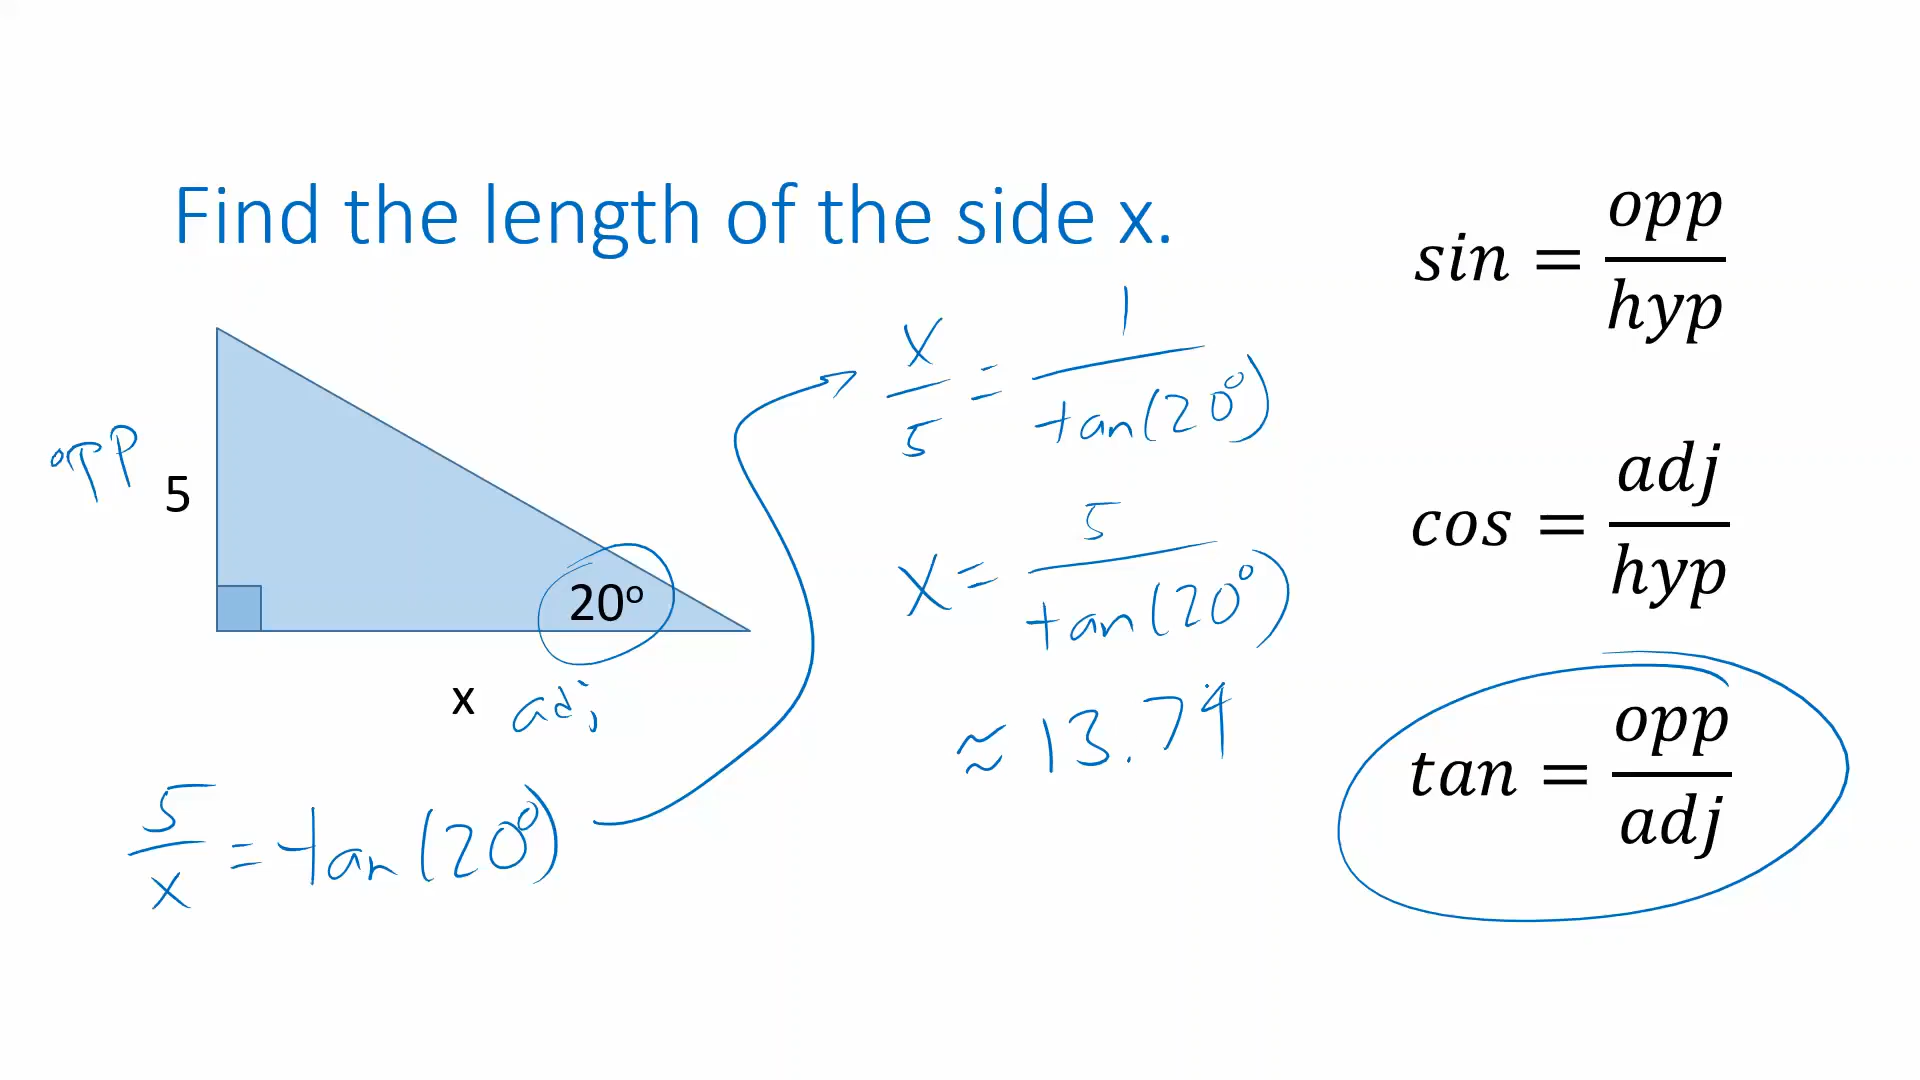 Find the length of the side x.
opp
5
20°
x adj
5/x = tan(20°)
x/5 = 1/tan(20°)
x = 5/tan(20°)
≈ 13.74
sin = opp/hyp
cos = adj/hyp
tan = opp/adj